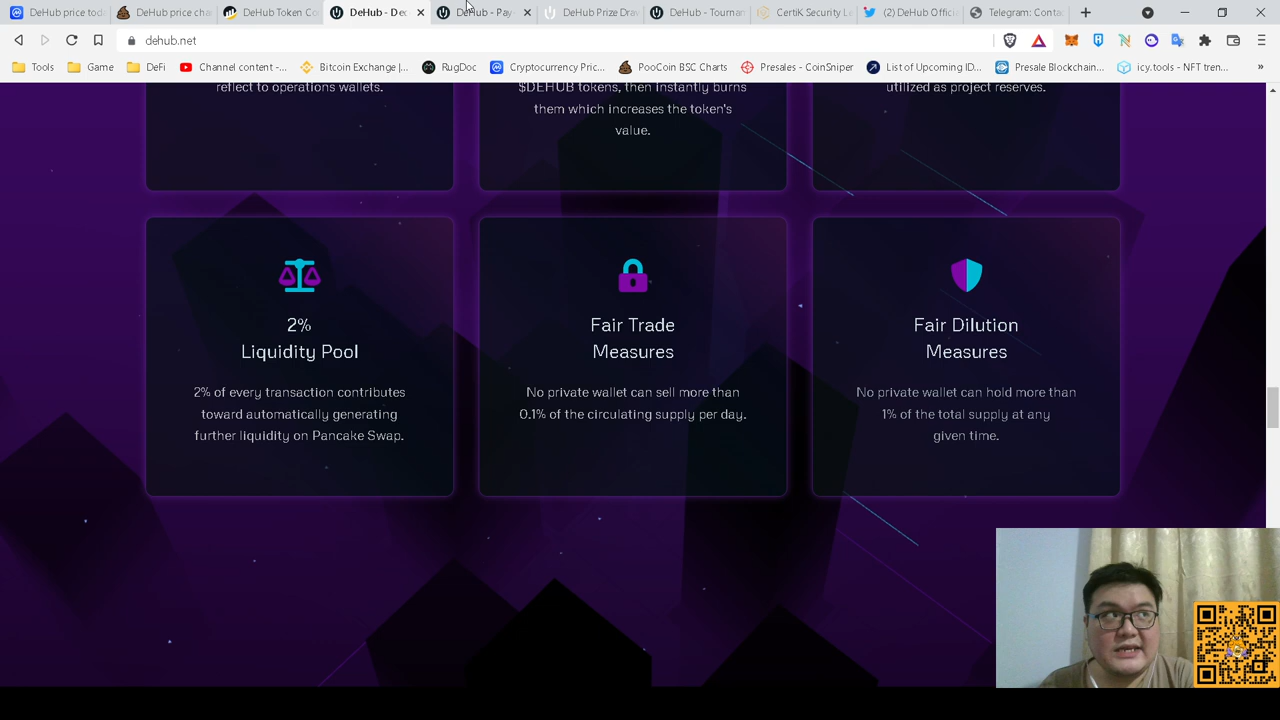 DeHub price toda
DeHub price cha
DeHub Token Co
DeHub - Dec
DeHub - Pay
DeHub Prize Draw
DeHub - Tournam
CertiK Security Le
(2) DeHub Offici
Telegram: Conta
dehub.net
Tools
Game
DeFi
Channel content -...
Bitcoin Exchange |...
RugDoc
Cryptocurrency Pric...
PooCoin BSC Charts
Presales - CoinSniper
List of Upcoming ID...
Presale Blockchain...
icy.tools - NFT tren...
»
reflect to operations wallets.
$DEHUB tokens, then instantly burns
them which increases the token's
value.
utilized as project reserves.
2%
Liquidity Pool
2% of every transaction contributes
toward automatically generating
further liquidity on Pancake Swap.
Fair Trade
Measures
No private wallet can sell more than
0.1% of the circulating supply per day.
Fair Dilution
Measures
No private wallet can hold more than
1% of the total supply at any
given time.